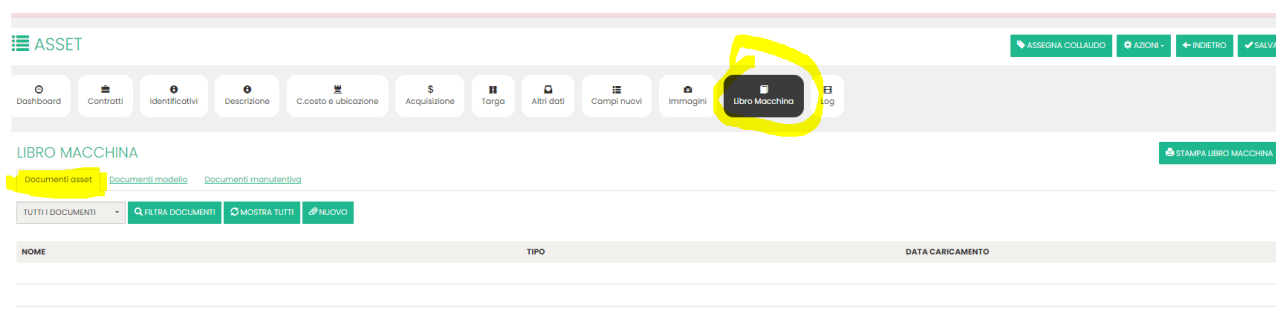 ASSET
ASSEGNA COLLAUDO AZIONI INDIETRO SALVA
Dashboard Contratti Identificativi Descrizione C.costo e ubicazione Acquisizione Targa Altri dati Campi nuovi Immagini Libro Macchina Log
LIBRO MACCHINA
STAMPA LIBRO MACCHINA
Documenti asset Documenti modello Documenti manutentiva
TUTTI I DOCUMENTI FILTRA DOCUMENTI MOSTRA TUTTI NUOVO
NOME TIPO DATA CARICAMENTO